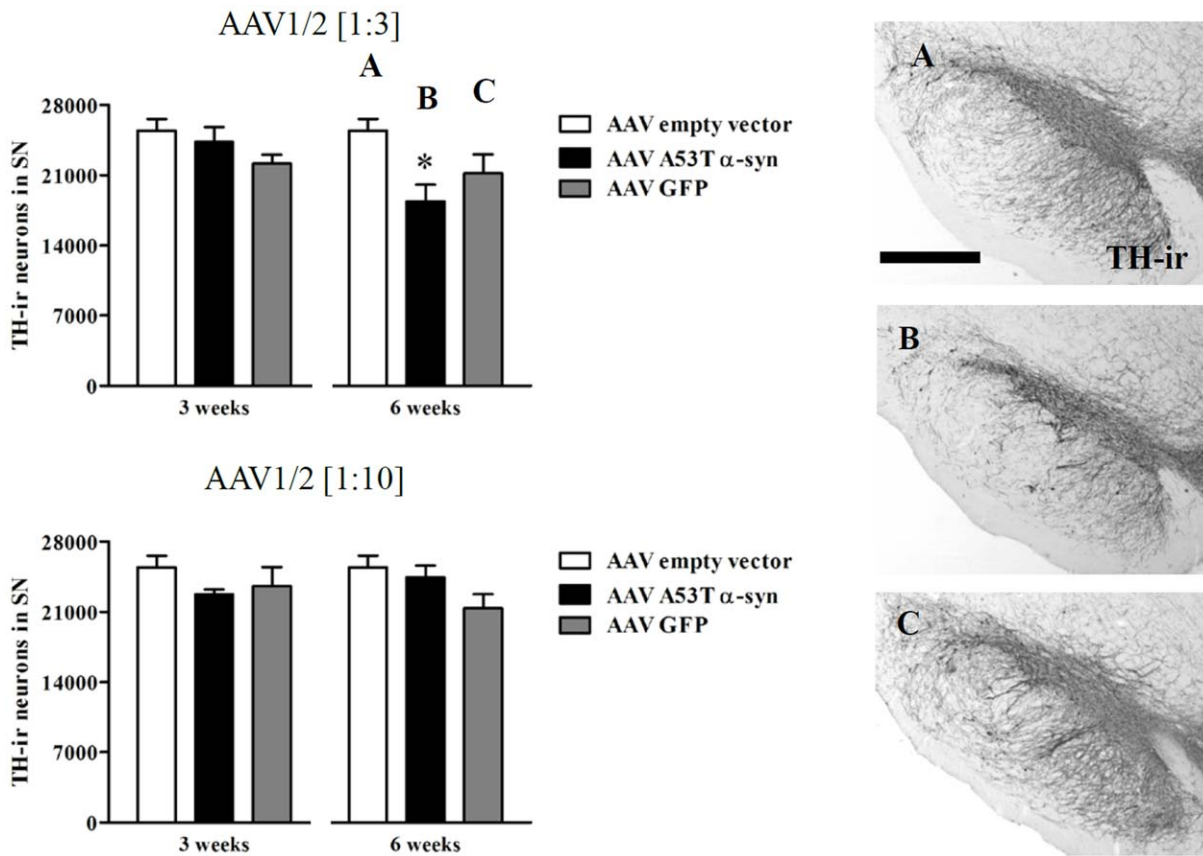 AAV1/2 [1:3]
A
B
C
*
28000
21000
14000
7000
0
TH-ir neurons in SN
3 weeks
6 weeks
AAV empty vector
AAV A53T α-syn
AAV GFP
AAV1/2 [1:10]
28000
21000
14000
7000
0
TH-ir neurons in SN
3 weeks
6 weeks
AAV empty vector
AAV A53T α-syn
AAV GFP
A
TH-ir
B
C